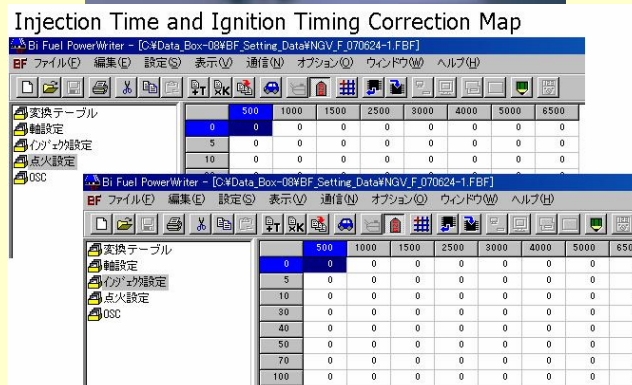 Injection Time and Ignition Timing Correction Map
Bi Fuel PowerWriter - [C:¥Data_Box-08¥BF_Setting_Data¥NGV_F_070624-1.FBF]
BF ファイル(F) 編集(E) 設定(S) 表示(V) 通信(N) オプション(O) ウィンドウ(W) ヘルプ(H)
変換テーブル
軸設定
インジェクタ設定
点火設定
OSC
500 1000 1500 2500 3000 4000 5000 6500
0 0 0 0 0 0 0 0 0
5 0 0 0 0 0 0 0 0
10 0 0 0 0 0 0 0 0
Bi Fuel PowerWriter - [C:¥Data_Box-08¥BF_Setting_Data¥NGV_F_070624-1.FBF]
BF ファイル(F) 編集(E) 設定(S) 表示(V) 通信(N) オプション(O) ウィンドウ(W) ヘルプ(H)
変換テーブル
軸設定
インジェクタ設定
点火設定
OSC
500 1000 1500 2500 3000 4000 5000 650
0 0 0 0 0 0 0 0
5 0 0 0 0 0 0 0
10 0 0 0 0 0 0 0
30 0 0 0 0 0 0 0
40 0 0 0 0 0 0 0
50 0 0 0 0 0 0 0
70 0 0 0 0 0 0 0
100 0 0 0 0 0 0 0